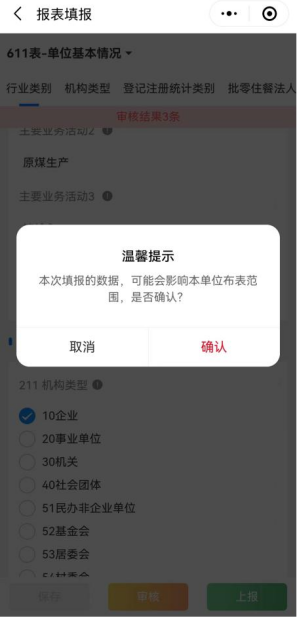 报表填报
611表-单位基本情况
行业类别 机构类型 登记注册统计类别 批零住餐法人
审核结果3条
主要业务活动2
原煤生产
主要业务活动3
温馨提示
本次填报的数据，可能会影响本单位布表范
围，是否确认？
取消 确认
211 机构类型
10企业
20事业单位
30机关
40社会团体
51民办非企业单位
52基金会
53居委会
54村委会
审核 上报